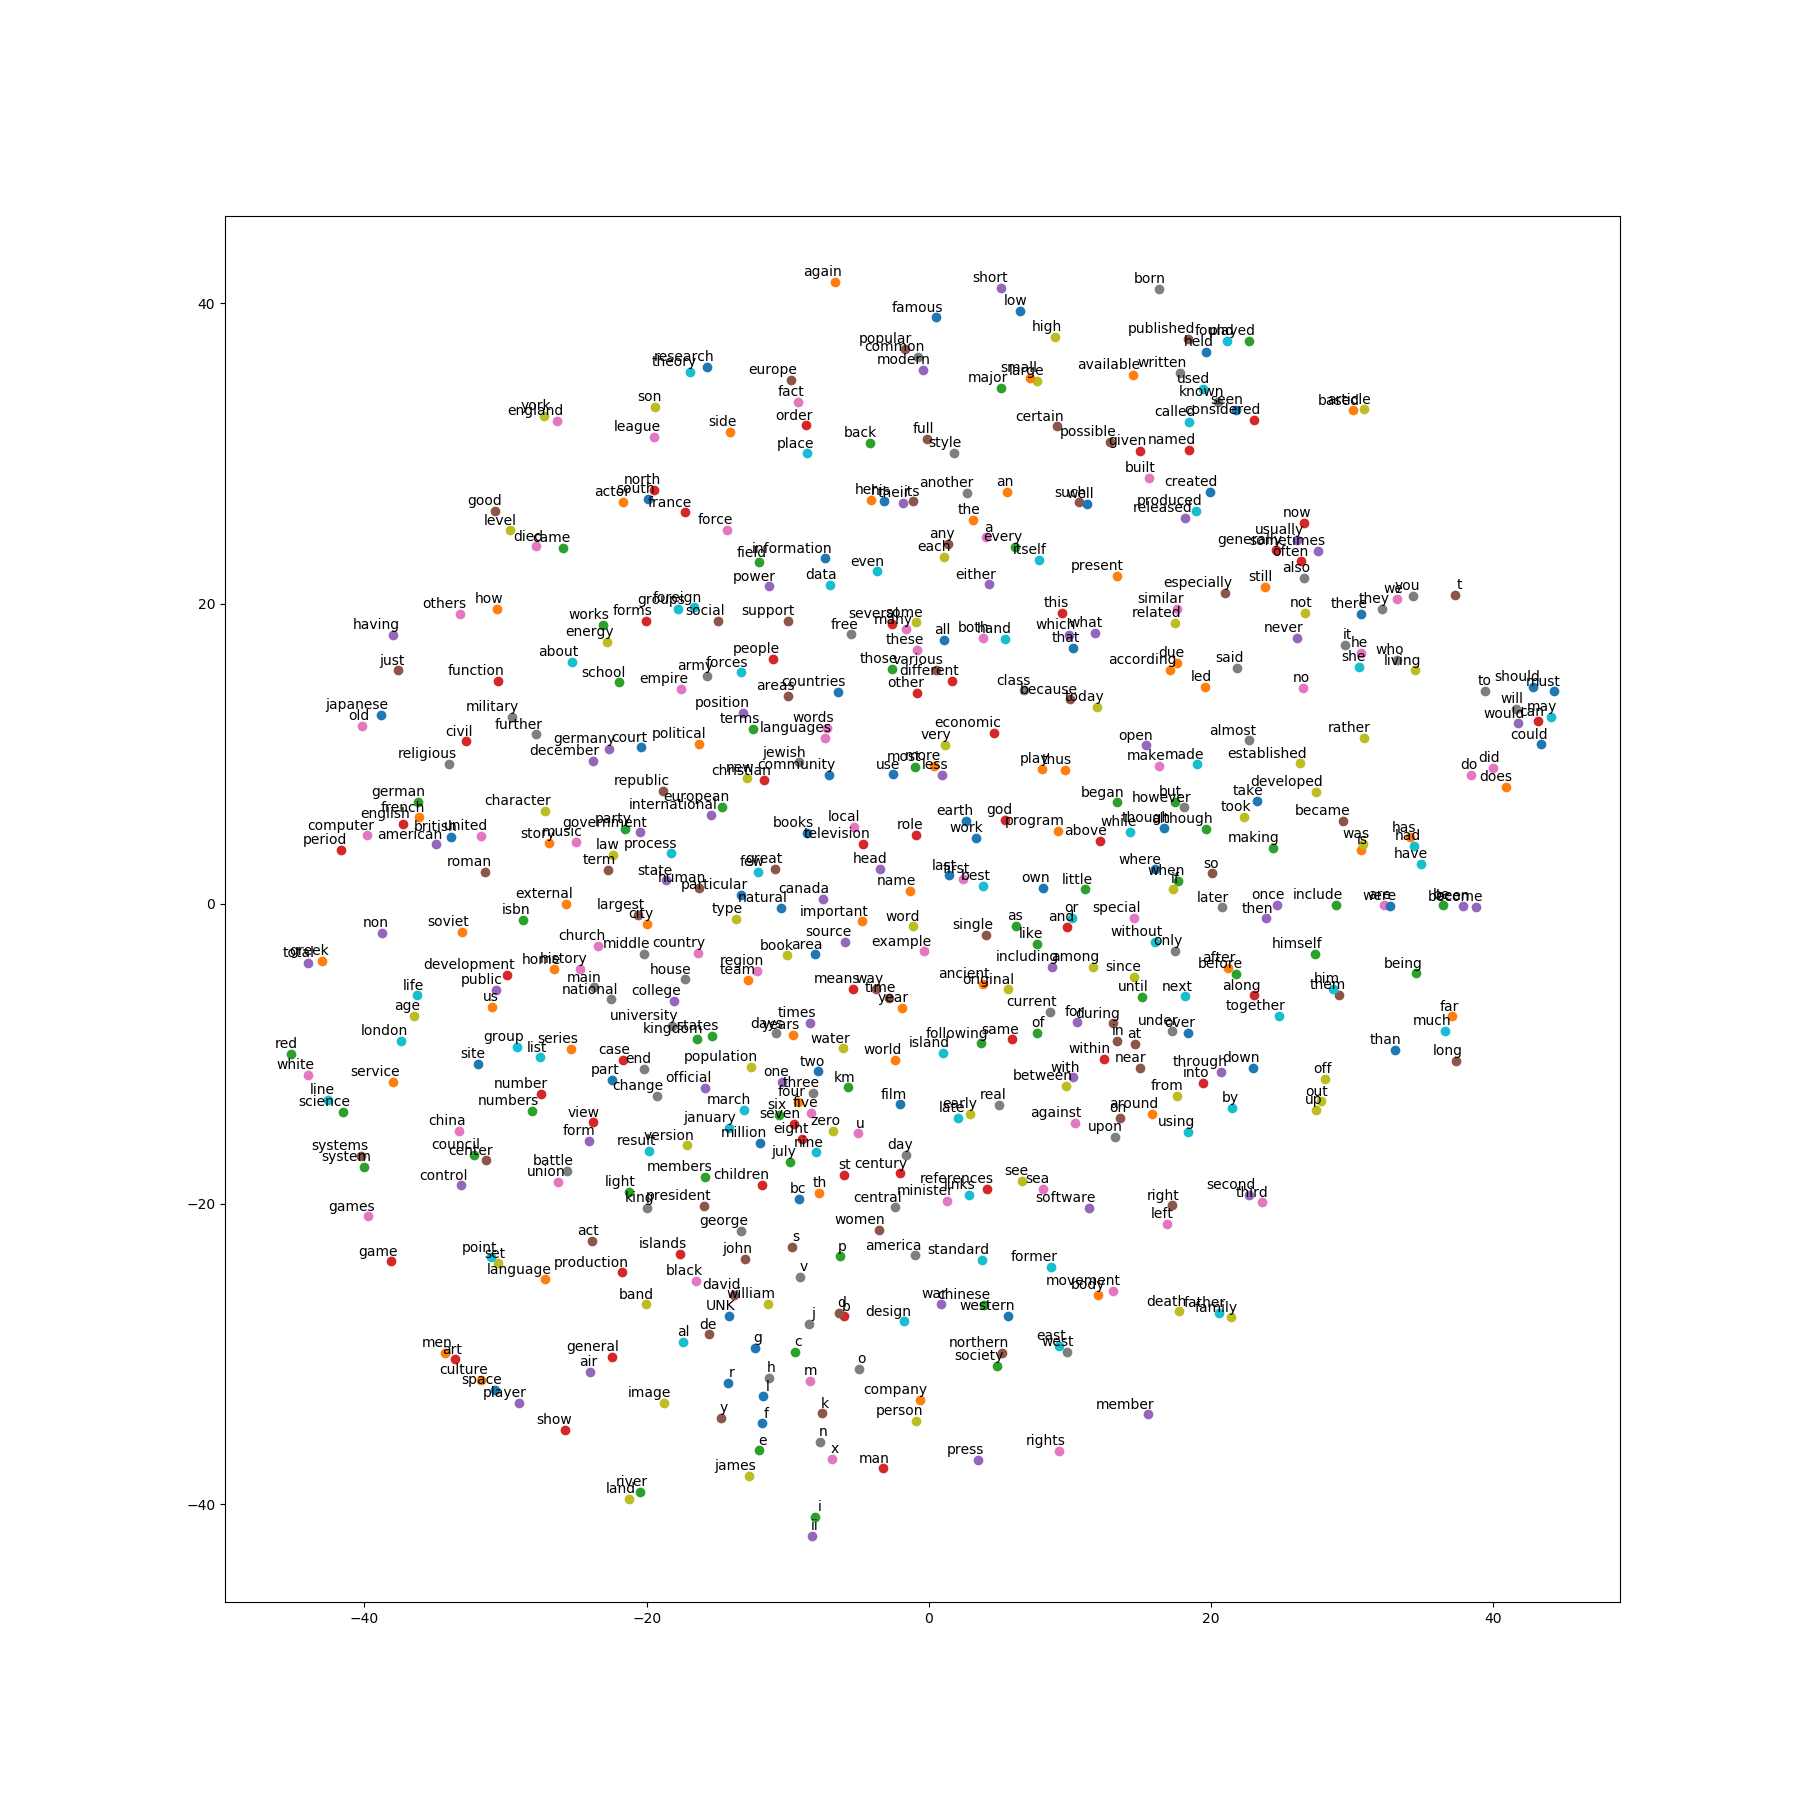 again
short
born
low
40
famous
high
published
found
played
popular
held
common
modern
research
theory
available
written
small
large
europe
major
used
fact
known
seen
son
york
england
based
article
considered
order
called
certain
side
league
full
back
possible
place
style
given
named
built
north
south
another
an
created
good
actor
he
his
their
its
such
well
france
produced
released
level
force
the
now
a
died
came
any
every
usually
generally
sometimes
each
information
itself
often
field
even
also
power
data
either
present
especially
still
you
we
t
how
groups
foreign
similar
others
20
works
forms
social
support
several
some
many
this
related
not
there
they
having
energy
free
all
both
hand
which
what
never
these
that
it
he
who
about
people
just
those
various
due
said
she
living
function
school
army
forces
different
according
empire
areas
countries
other
class
because
led
no
to
should
must
japanese
old
military
position
today
will
can
may
further
terms
words
languages
economic
would
civil
germany
court
political
very
open
almost
rather
could
religious
december
jewish
community
most
more
play
thus
make
made
established
did
new
christian
use
less
do
does
republic
european
developed
german
character
international
began
but
however
take
french
english
books
local
earth
god
took
became
computer
period
british
american
united
party
government
story
music
television
role
work
program
above
while
though
although
making
was
is
has
had
have
law
process
roman
term
few
great
head
last
first
best
where
when
so
state
human
particular
natural
canada
name
own
little
if
external
isbn
largest
city
type
important
word
single
as
or
and
special
later
then
once
include
are
were
be
been
become
0
non
soviet
church
middle
country
source
example
like
without
only
himself
total
greek
home
history
region
team
book
area
including
among
after
before
development
house
means
way
ancient
original
since
him
them
being
life
public
main
national
college
time
year
until
next
along
age
us
university
kingdom
states
days
years
times
current
for
during
together
far
london
water
following
same
of
in
at
under
over
much
red
group
list
series
case
end
world
island
than
white
site
population
two
within
near
through
down
long
service
part
change
official
one
three
km
between
with
into
off
line
science
number
numbers
four
five
film
early
late
real
from
out
up
china
view
form
march
january
six
seven
zero
u
against
around
on
by
systems
system
council
center
result
version
million
eight
nine
upon
using
battle
union
july
day
control
members
children
st
century
references
see
sea
light
king
president
bc
th
minister
links
software
second
third
games
−20
george
central
right
left
act
women
game
islands
john
s
p
america
standard
former
point
set
language
production
black
v
movement
body
band
david
william
war
chinese
death
father
family
UNK
d
b
western
design
al
de
j
men
art
general
g
c
northern
society
east
west
culture
space
air
r
h
l
m
o
player
image
company
person
member
show
y
f
k
n
rights
e
x
james
man
press
river
land
−40
i
ii
−40
−20
0
20
40